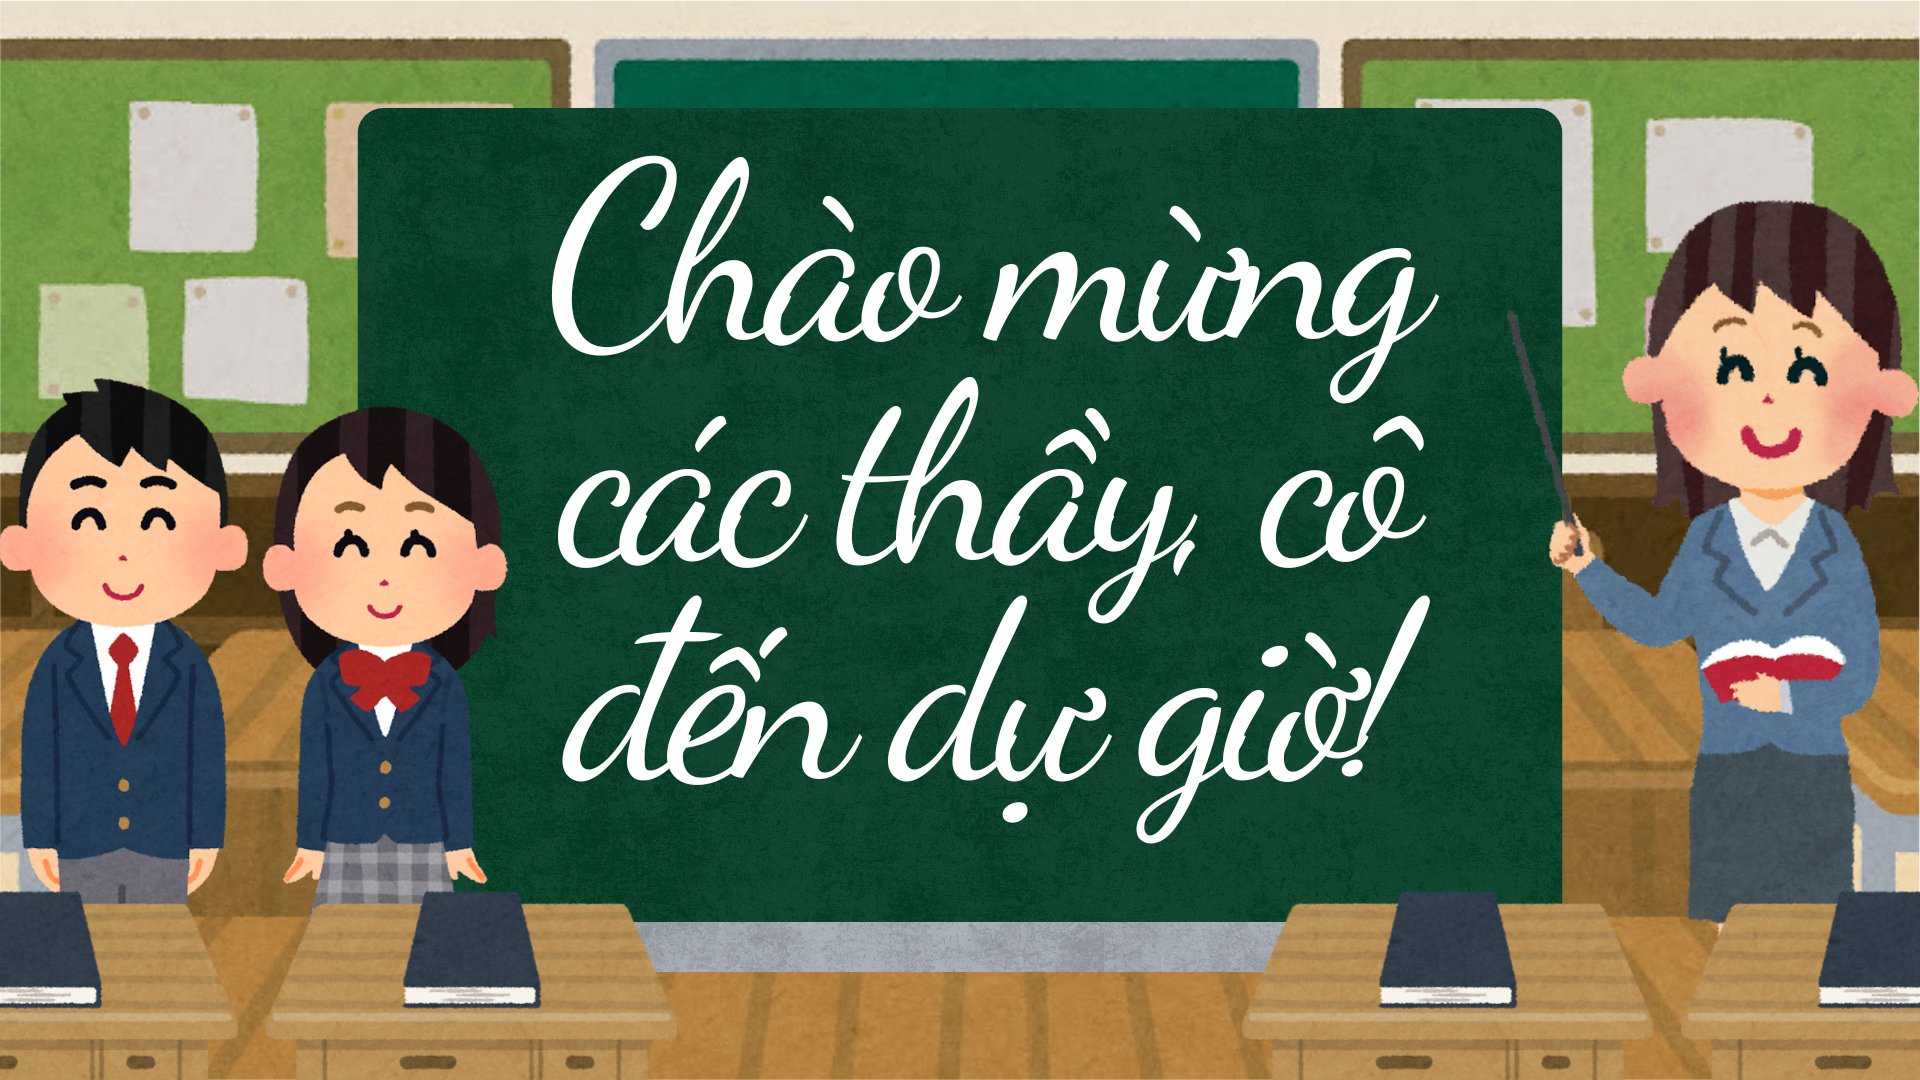 Chào mừng
các thầy, cô
đến dự giờ!